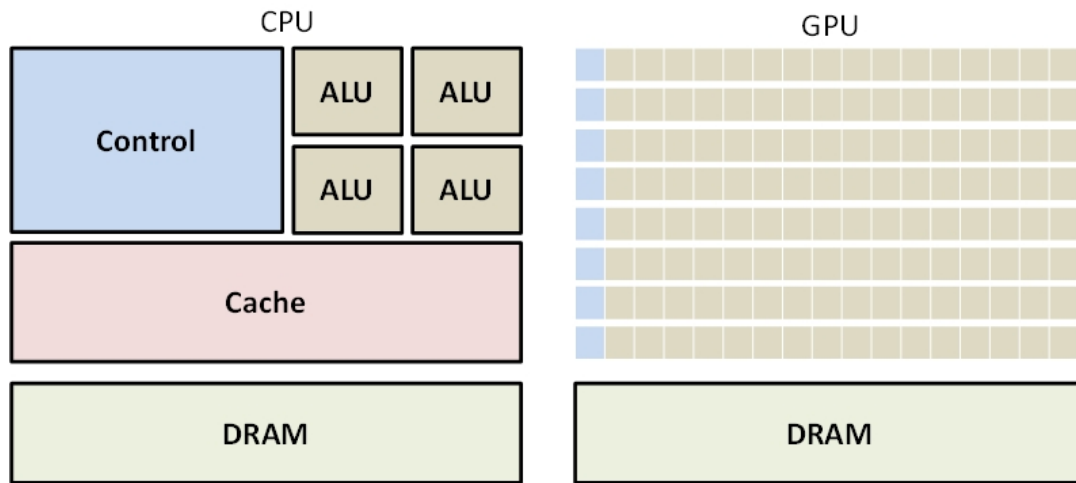 CPU
GPU
Control
ALU
ALU
ALU
ALU
Cache
DRAM
DRAM